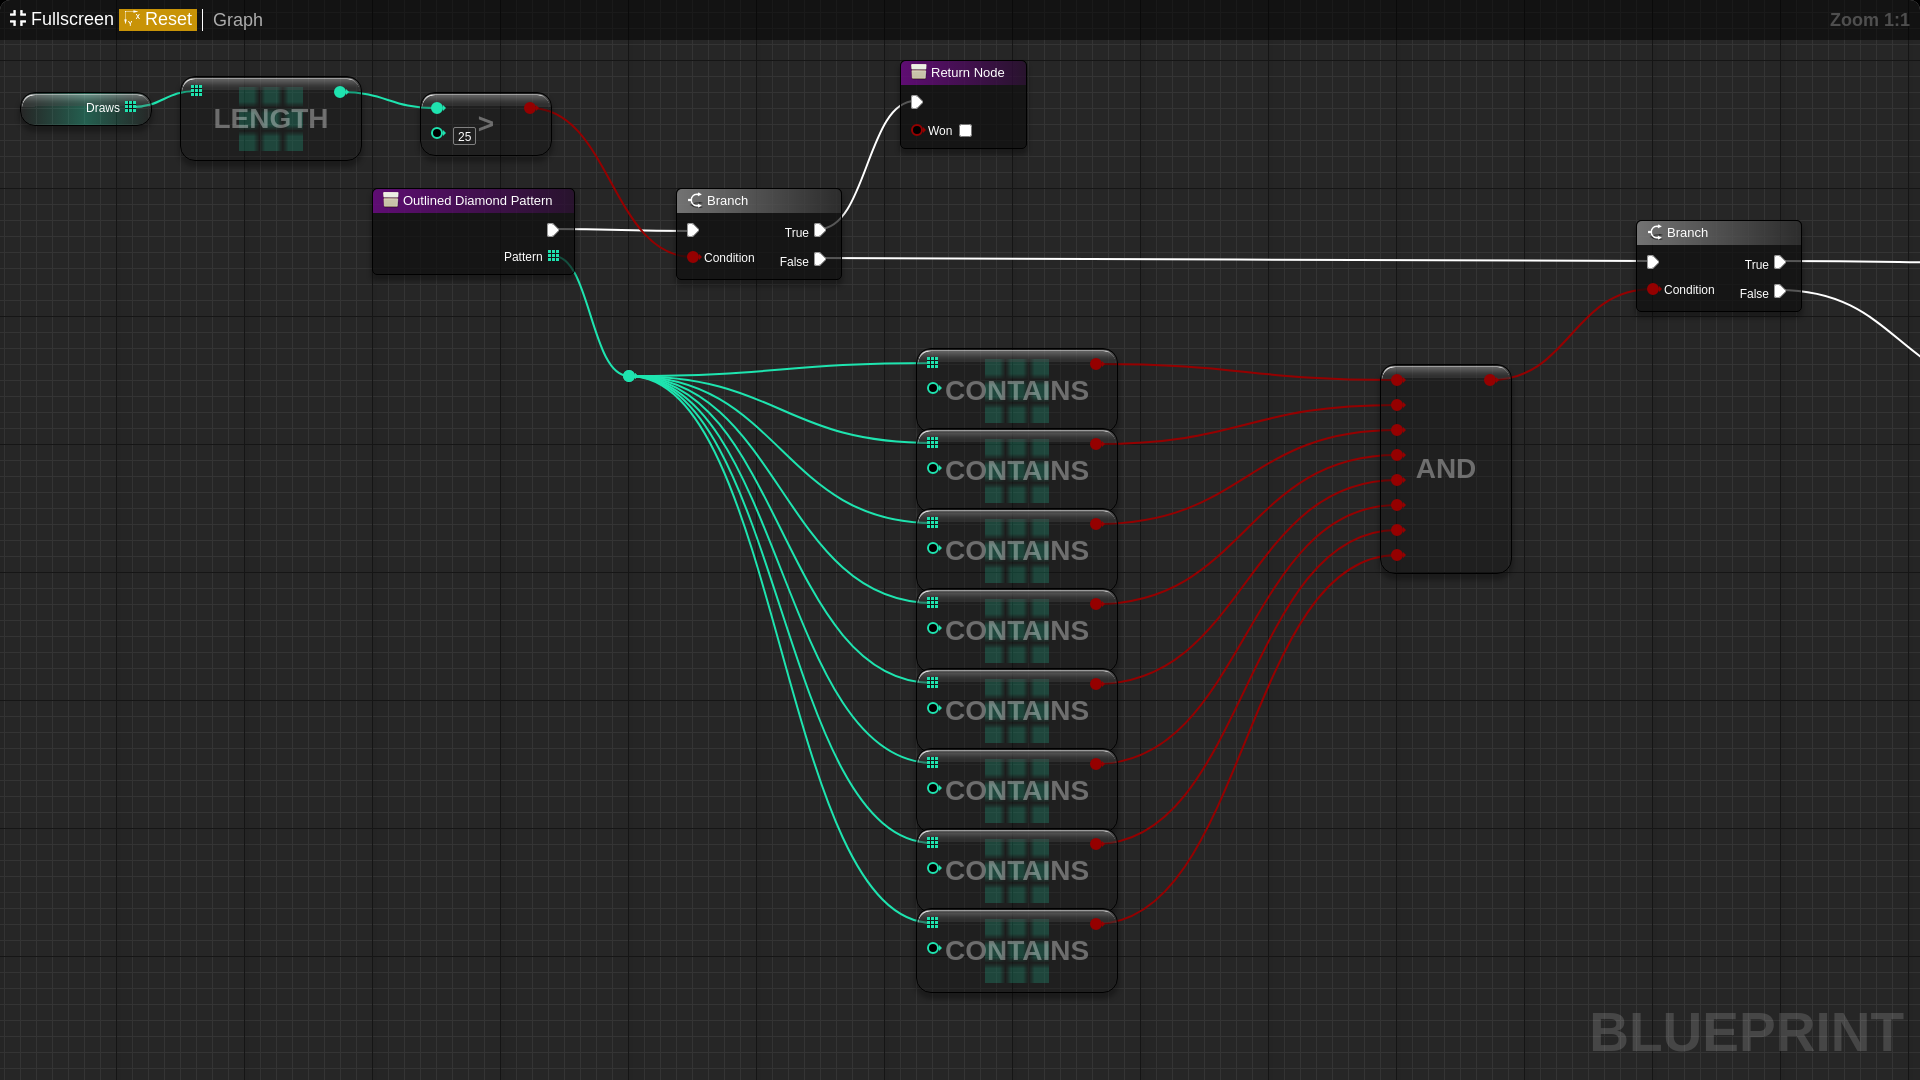 Fullscreen Reset Graph
Zoom 1:1
Draws
LENGTH
>
25
Return Node
Won
Outlined Diamond Pattern
Pattern
Branch
True
Condition
False
Branch
True
Condition
False
CONTAINS
CONTAINS
CONTAINS
CONTAINS
CONTAINS
CONTAINS
CONTAINS
CONTAINS
AND
BLUEPRINT